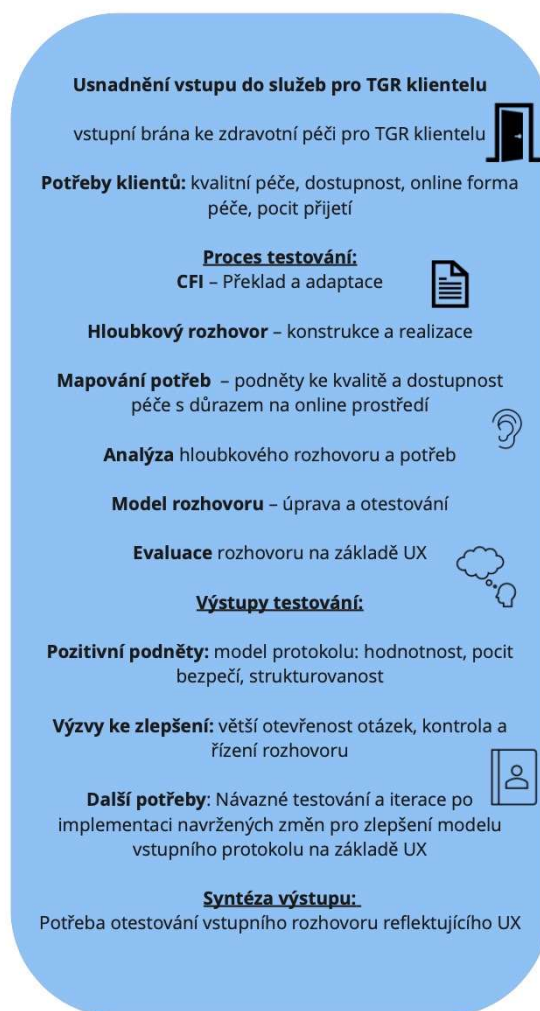 Usnadnění vstupu do služeb pro TGR klientelu
vstupní brána ke zdravotní péči pro TGR klientelu
Potřeby klientů: kvalitní péče, dostupnost, online forma
péče, pocit přijetí
Proces testování:
CFI – Překlad a adaptace
Hloubkový rozhovor – konstrukce a realizace
Mapování potřeb – podněty ke kvalitě a dostupnost
péče s důrazem na online prostředí
Analýza hloubkového rozhovoru a potřeb
Model rozhovoru – úprava a otestování
Evaluace rozhovoru na základě UX
Výstupy testování:
Pozitivní podněty: model protokolu: hodnotnost, pocit
bezpečí, strukturovanost
Výzvy ke zlepšení: větší otevřenost otázek, kontrola a
řízení rozhovoru
Další potřeby: Návazné testování a iterace po
implementaci navržených změn pro zlepšení modelu
vstupního protokolu na základě UX
Syntéza výstupu:
Potřeba otestování vstupního rozhovoru reflektujícího UX